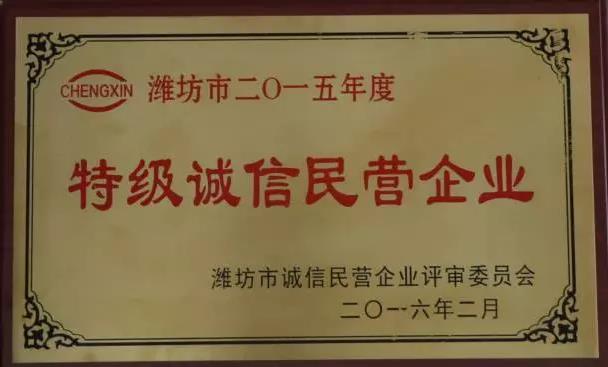 CHENGXIN 潍坊市二〇一五年度
特级诚信民营企业
潍坊市诚信民营企业评审委员会
二〇一六年二月